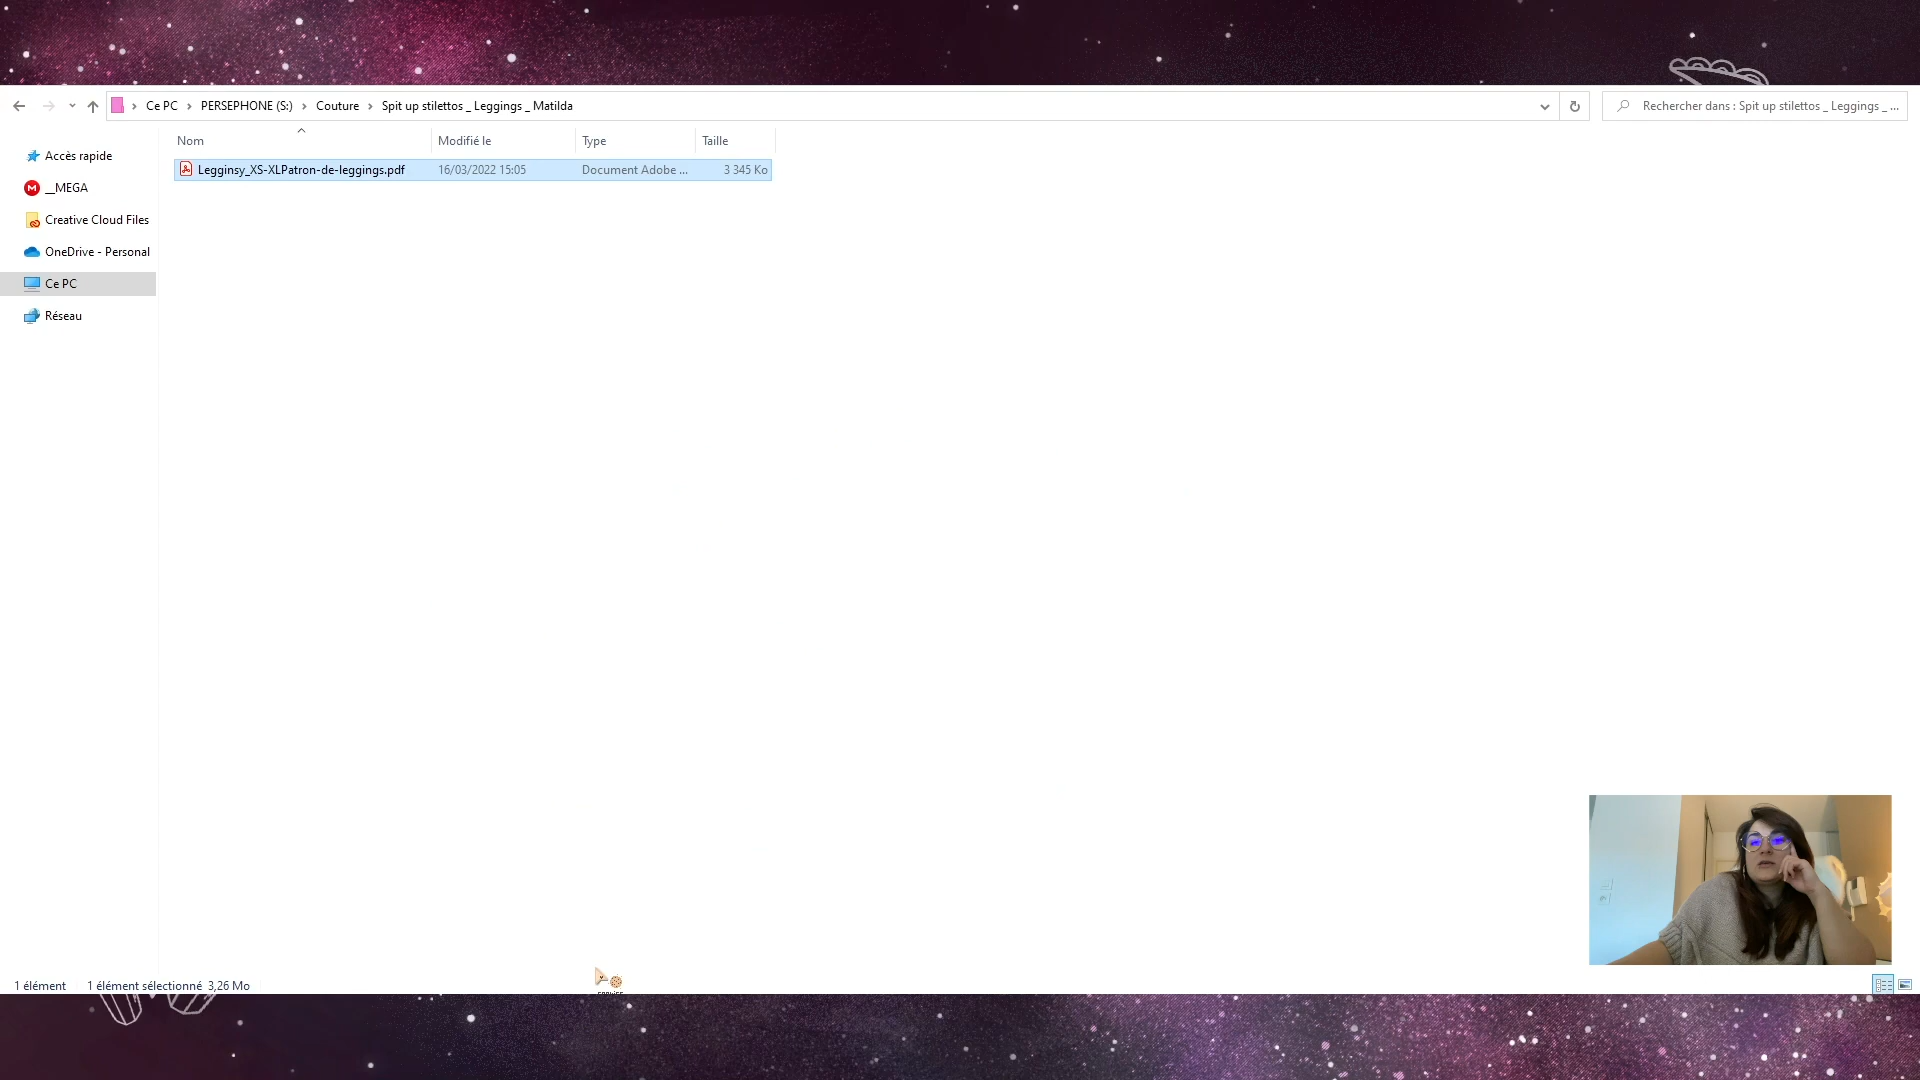 Ce PC > PERSEPHONE (S:) > Couture > Spit up stilettos _ Leggings _ Matilda
Rechercher dans : Spit up stilettos _ Leggings _ ...
Nom Modifié le Type Taille
Legginsy_XS-XLPatron-de-leggings.pdf 16/03/2022 15:05 Document Adobe ... 3 345 Ko
Accès rapide
__MEGA
Creative Cloud Files
OneDrive - Personal
Ce PC
Réseau
1 élément 1 élément sélectionné 3,26 Mo